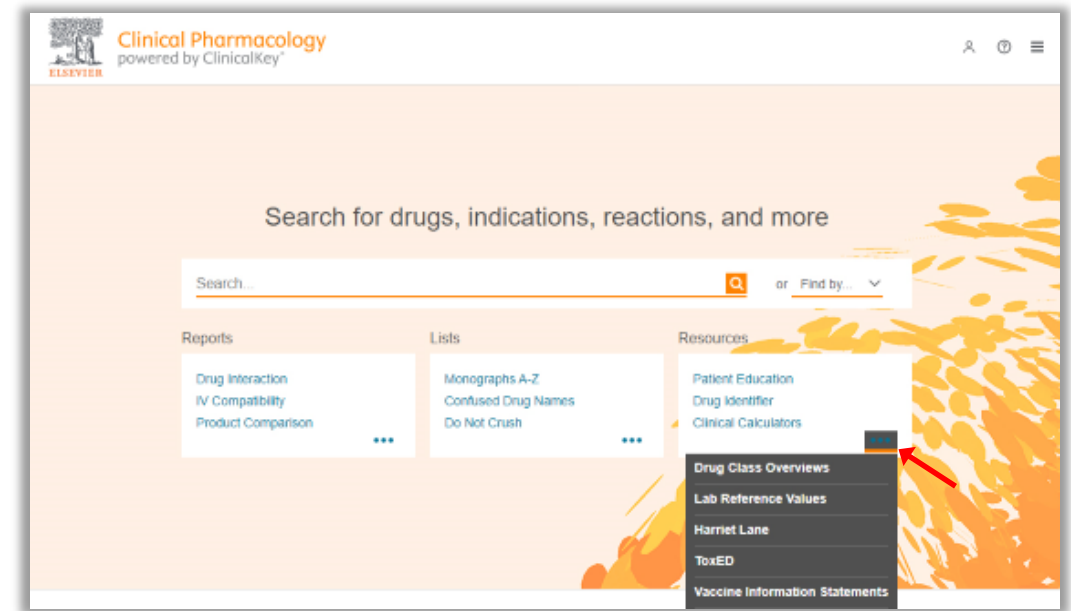 Clinical Pharmacology
powered by ClinicalKey®
ELSEVIER
Search for drugs, indications, reactions, and more
Search...
or Find by...
Reports
Drug Interaction
IV Compatibility
Product Comparison
•••
Lists
Monographs A-Z
Confused Drug Names
Do Not Crush
•••
Resources
Patient Education
Drug Identifier
Clinical Calculators
•••
Drug Class Overviews
Lab Reference Values
Harriet Lane
ToxED
Vaccine Information Statements